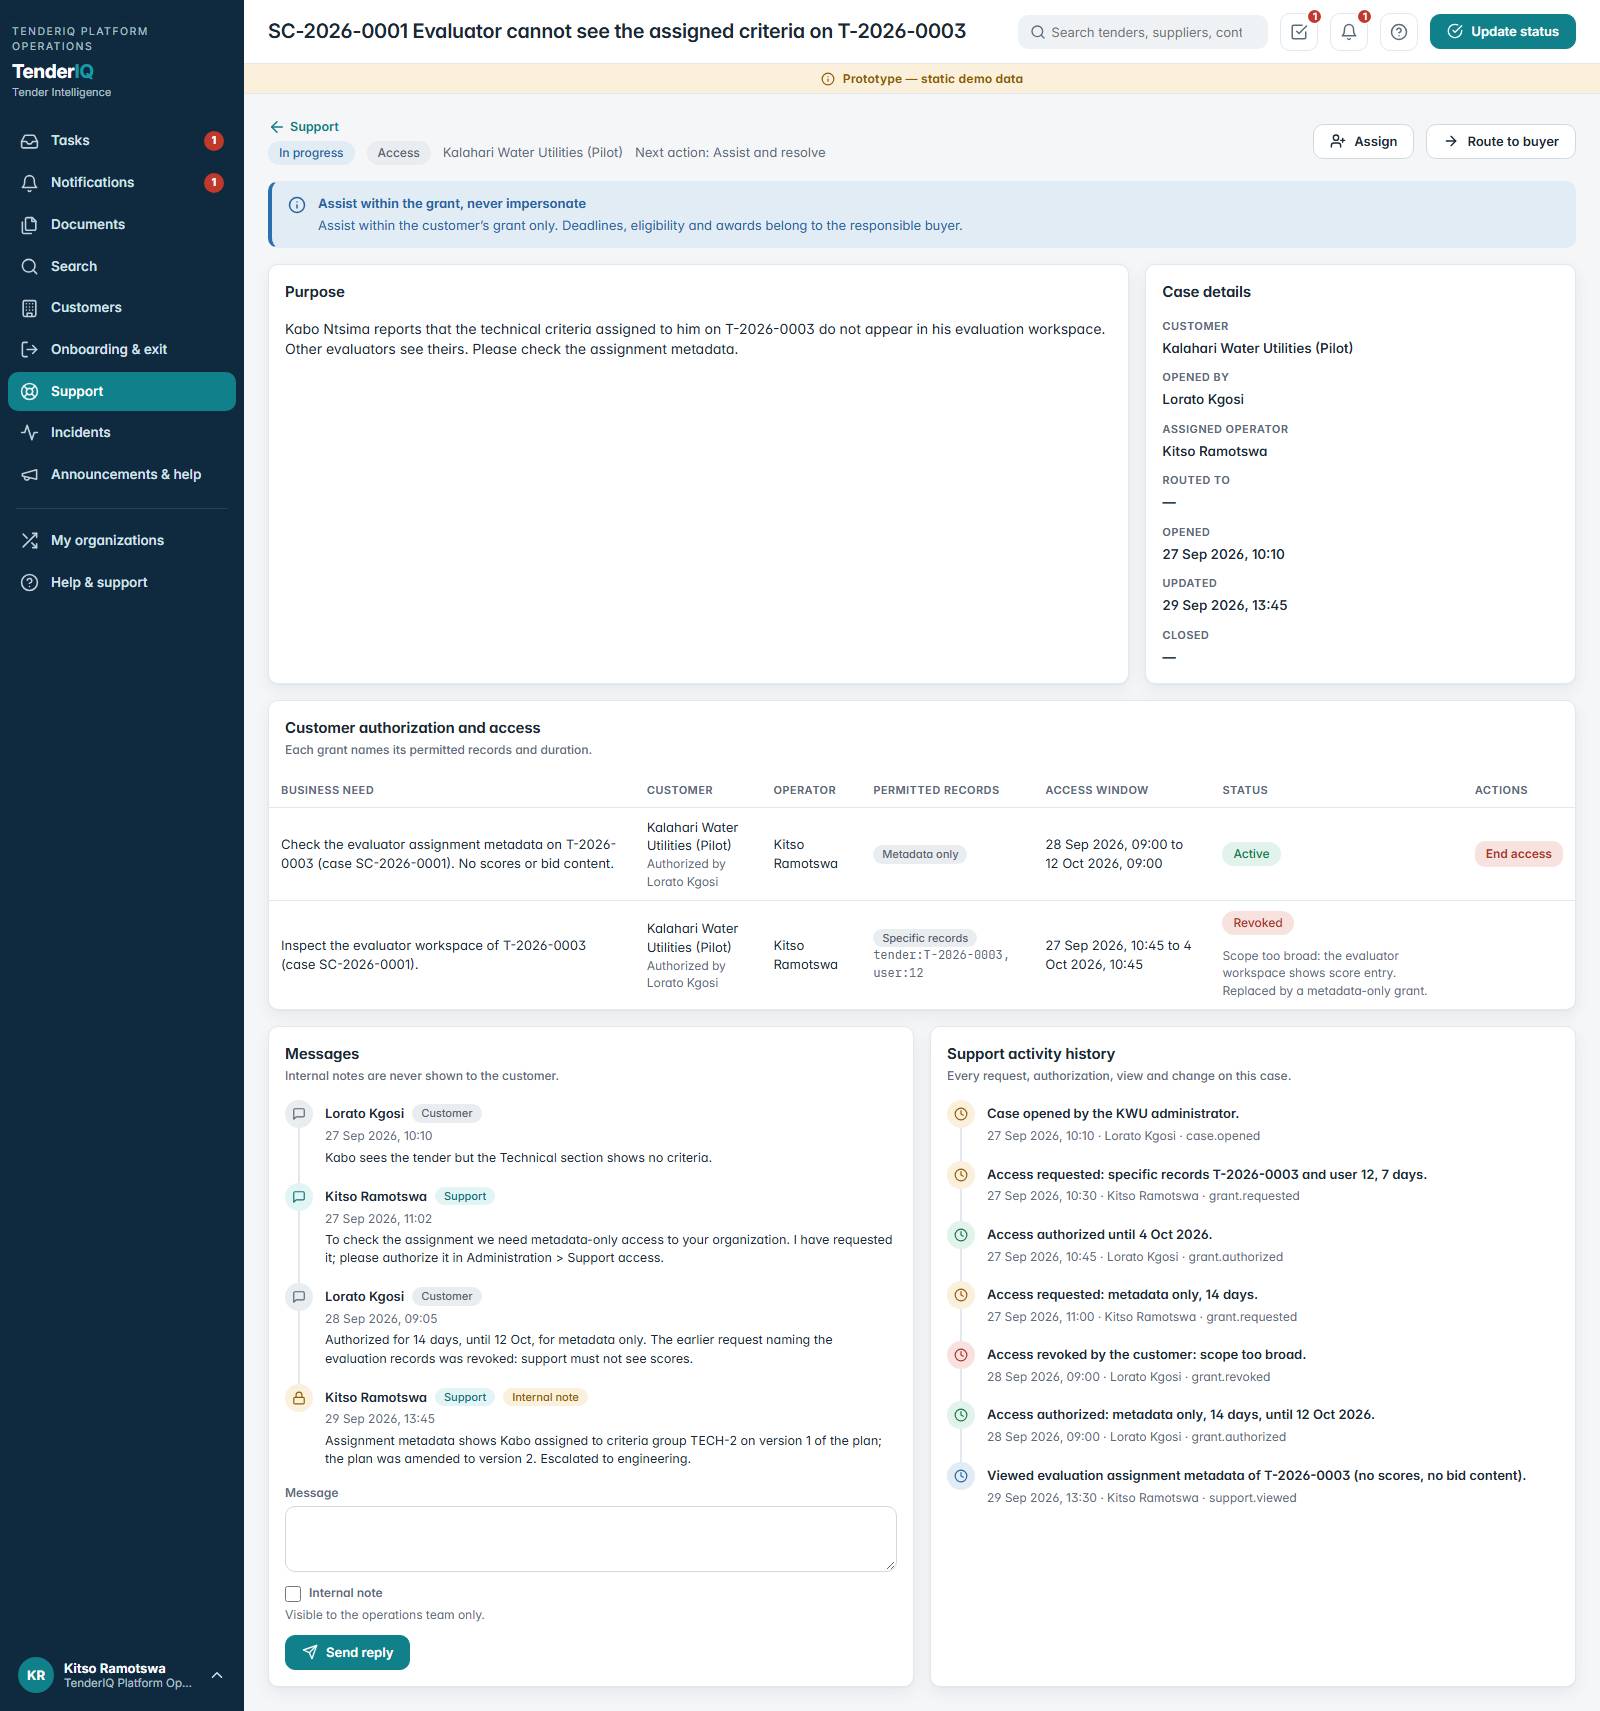 TENDERIQ PLATFORM
OPERATIONS
TenderIQ
Tender Intelligence
Tasks
1
Notifications
1
Documents
Search
Customers
Onboarding & exit
Support
Incidents
Announcements & help
My organizations
Help & support
KR
Kitso Ramotswa
TenderIQ Platform Op...
SC-2026-0001 Evaluator cannot see the assigned criteria on T-2026-0003
Search tenders, suppliers, cont
1
1
Update status
Prototype — static demo data
Support
In progress
Access
Kalahari Water Utilities (Pilot)
Next action: Assist and resolve
Assign
Route to buyer
Assist within the grant, never impersonate
Assist within the customer's grant only. Deadlines, eligibility and awards belong to the responsible buyer.
Purpose
Kabo Ntsima reports that the technical criteria assigned to him on T-2026-0003 do not appear in his evaluation workspace.
Other evaluators see theirs. Please check the assignment metadata.
Case details
CUSTOMER
Kalahari Water Utilities (Pilot)
OPENED BY
Lorato Kgosi
ASSIGNED OPERATOR
Kitso Ramotswa
ROUTED TO
—
OPENED
27 Sep 2026, 10:10
UPDATED
29 Sep 2026, 13:45
CLOSED
—
Customer authorization and access
Each grant names its permitted records and duration.
BUSINESS NEED
CUSTOMER
OPERATOR
PERMITTED RECORDS
ACCESS WINDOW
STATUS
ACTIONS
Check the evaluator assignment metadata on T-2026-
0003 (case SC-2026-0001). No scores or bid content.
Kalahari Water
Utilities (Pilot)
Authorized by
Lorato Kgosi
Kitso
Ramotswa
Metadata only
28 Sep 2026, 09:00 to
12 Oct 2026, 09:00
Active
End access
Inspect the evaluator workspace of T-2026-0003
(case SC-2026-0001).
Kalahari Water
Utilities (Pilot)
Authorized by
Lorato Kgosi
Kitso
Ramotswa
Specific records
tender:T-2026-0003,
user:12
27 Sep 2026, 10:45 to 4
Oct 2026, 10:45
Revoked
Scope too broad: the evaluator
workspace shows score entry.
Replaced by a metadata-only grant.
Messages
Internal notes are never shown to the customer.
Lorato Kgosi
Customer
27 Sep 2026, 10:10
Kabo sees the tender but the Technical section shows no criteria.
Kitso Ramotswa
Support
27 Sep 2026, 11:02
To check the assignment we need metadata-only access to your organization. I have requested
it; please authorize it in Administration > Support access.
Lorato Kgosi
Customer
28 Sep 2026, 09:05
Authorized for 14 days, until 12 Oct, for metadata only. The earlier request naming the
evaluation records was revoked: support must not see scores.
Kitso Ramotswa
Support
Internal note
29 Sep 2026, 13:45
Assignment metadata shows Kabo assigned to criteria group TECH-2 on version 1 of the plan;
the plan was amended to version 2. Escalated to engineering.
Message
Internal note
Visible to the operations team only.
Send reply
Support activity history
Every request, authorization, view and change on this case.
Case opened by the KWU administrator.
27 Sep 2026, 10:10 · Lorato Kgosi · case.opened
Access requested: specific records T-2026-0003 and user 12, 7 days.
27 Sep 2026, 10:30 · Kitso Ramotswa · grant.requested
Access authorized until 4 Oct 2026.
27 Sep 2026, 10:45 · Lorato Kgosi · grant.authorized
Access requested: metadata only, 14 days.
27 Sep 2026, 11:00 · Kitso Ramotswa · grant.requested
Access revoked by the customer: scope too broad.
28 Sep 2026, 09:00 · Lorato Kgosi · grant.revoked
Access authorized: metadata only, 14 days, until 12 Oct 2026.
28 Sep 2026, 09:00 · Lorato Kgosi · grant.authorized
Viewed evaluation assignment metadata of T-2026-0003 (no scores, no bid content).
29 Sep 2026, 13:30 · Kitso Ramotswa · support.viewed